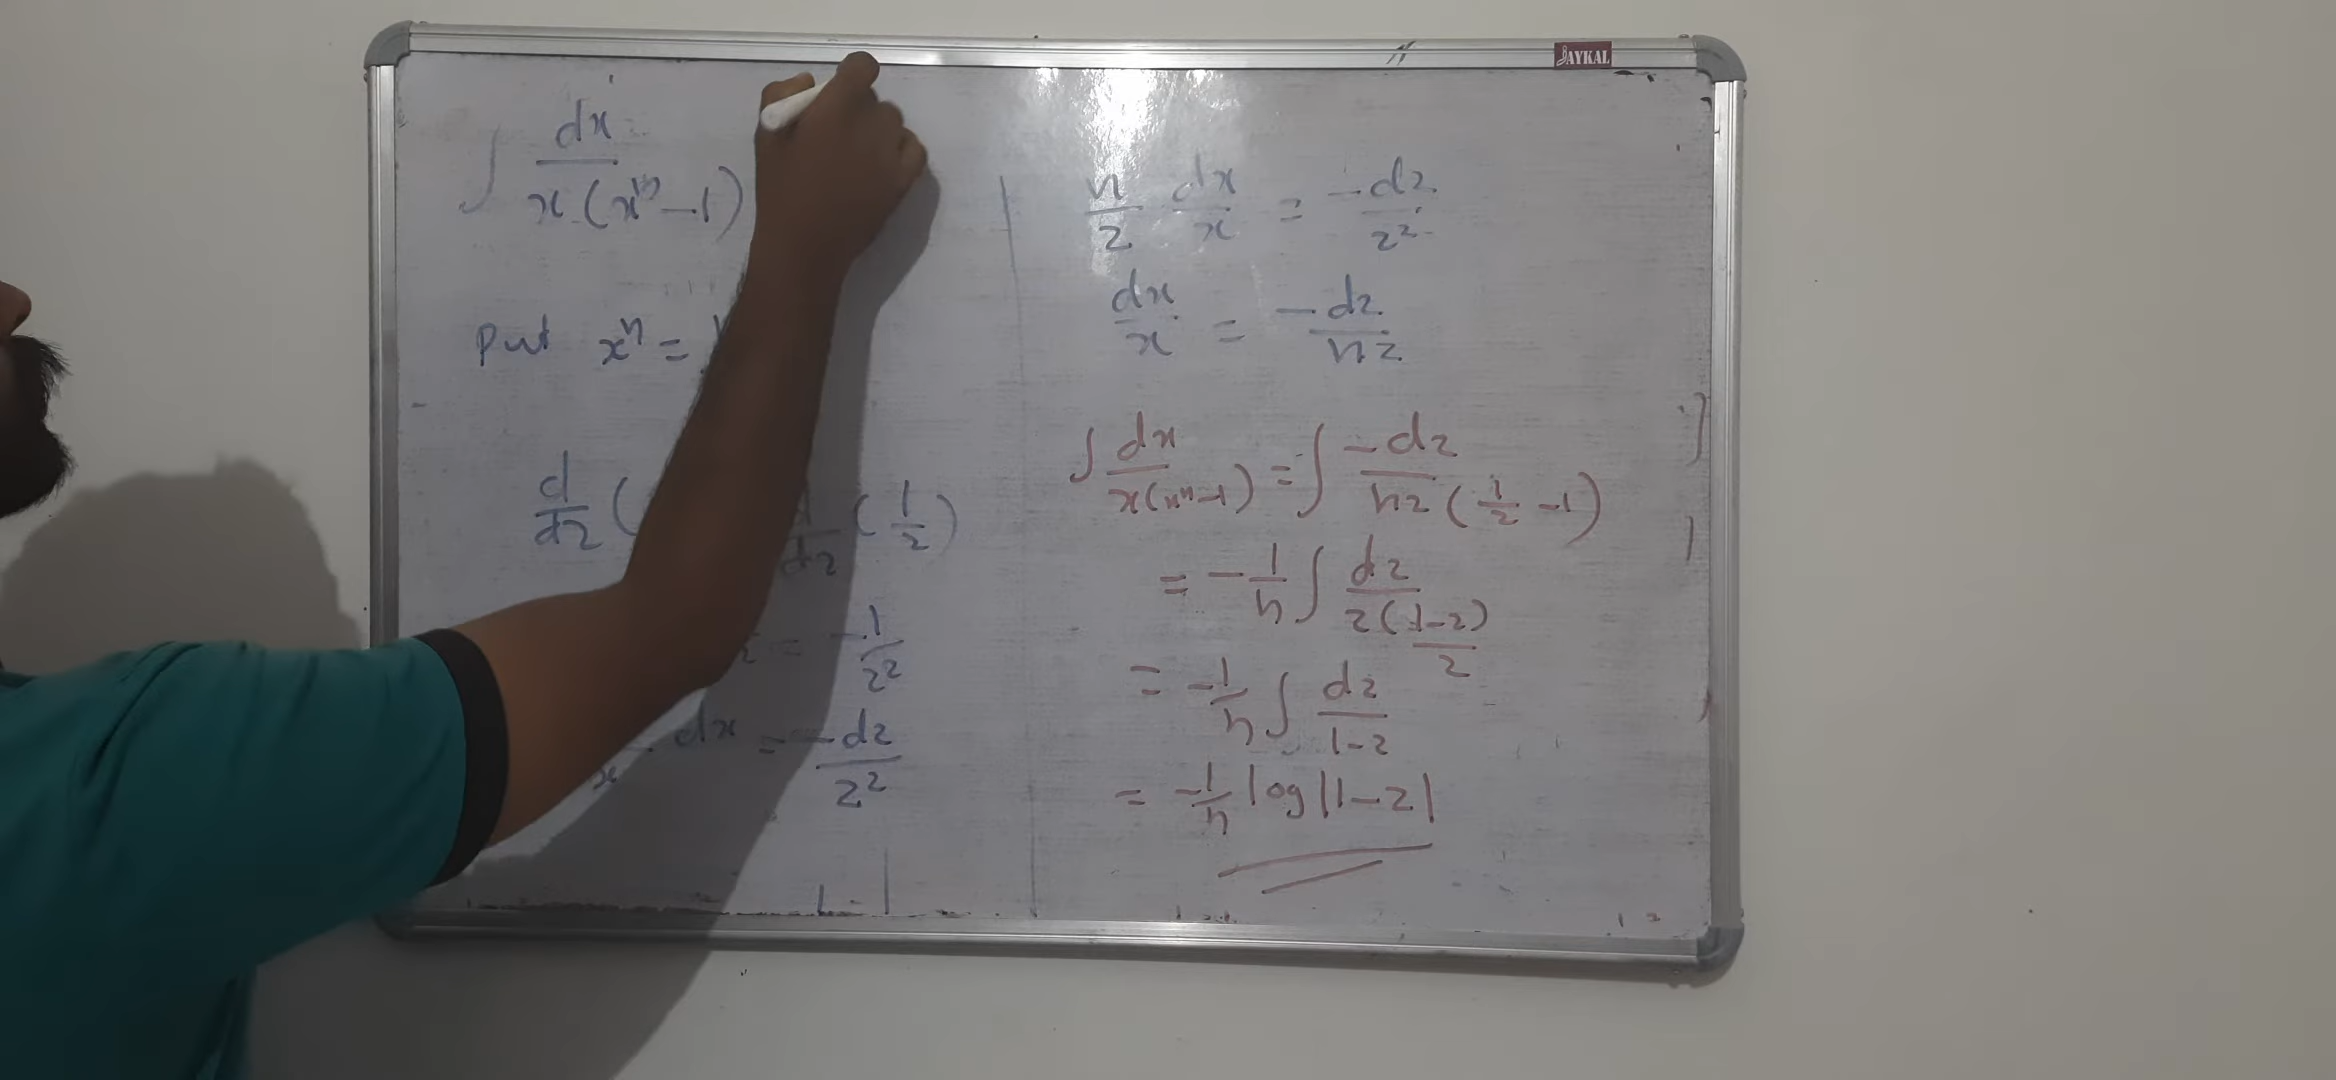 JAYKAL
∫ dx / x(xⁿ-1)
Put xⁿ =
d/dz ( d/dz (1/z)
z = -1/z²
dx = -dz/z²
n/z dx/x = -dz/z²
dx/x = -dz/nz
∫ dx/x(xⁿ-1) = ∫ -dz/nz(1/z -1)
= -1/n ∫ dz/z(1-z)/z
= -1/n ∫ dz/1-z
= -1/n log|1-z|